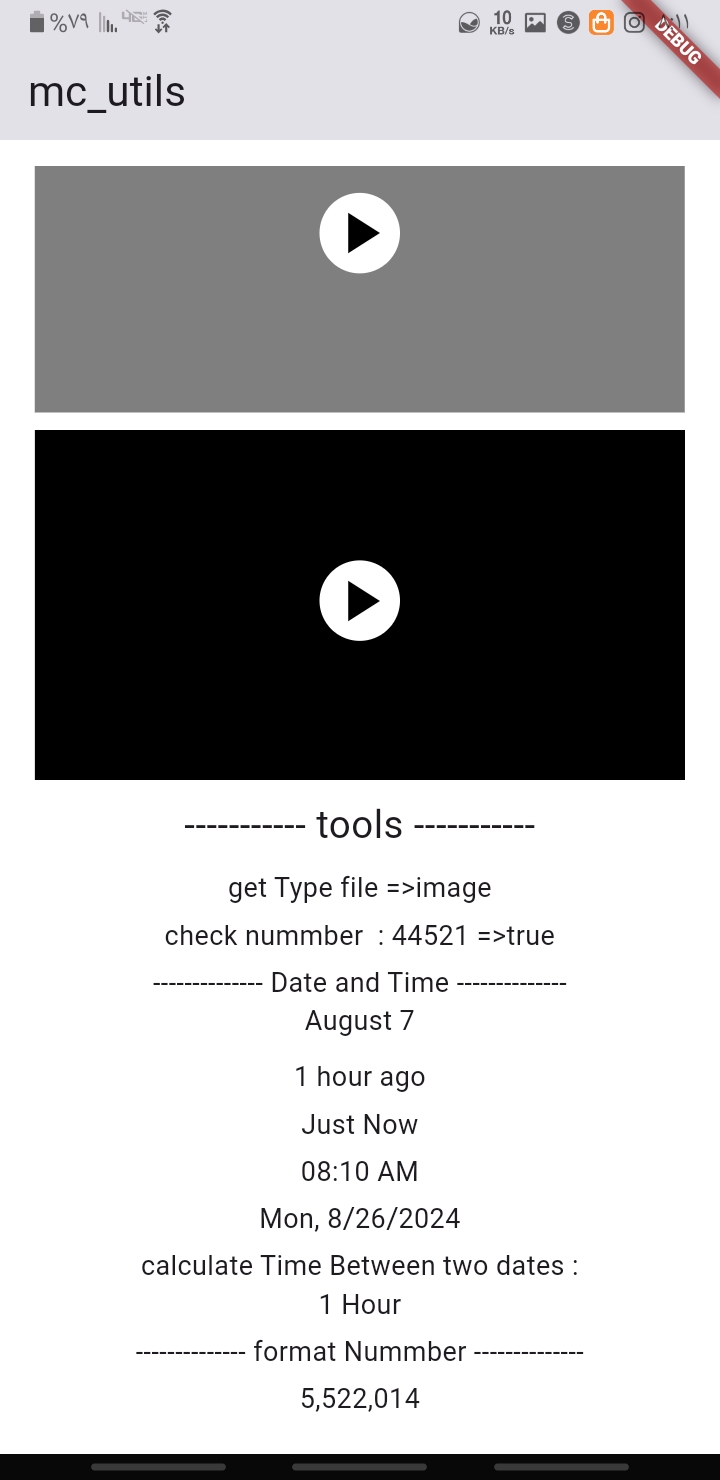 %٧٩
10
KB/s
DEBUG
mc_utils
----------- tools -----------
get Type file =>image
check nummber  : 44521 =>true
-------------- Date and Time --------------
August 7
1 hour ago
Just Now
08:10 AM
Mon, 8/26/2024
calculate Time Between two dates :
1 Hour
-------------- format Nummber --------------
5,522,014